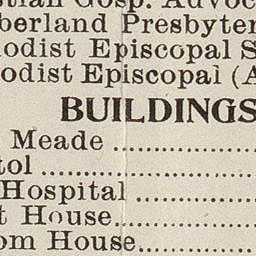 stian Gosp. Advoc
berland Presbyter
odist Episcopal S
odist Episcopal (A
BUILDINGS
Meade
tol
Hospital
t House
om House